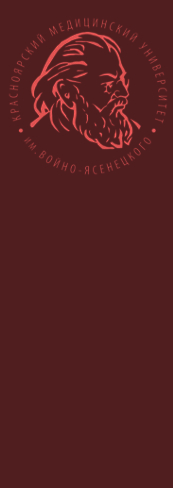 КРАСНОЯРСКИЙ МЕДИЦИНСКИЙ УНИВЕРСИТЕТ
ИМ. ВОЙНО-ЯСЕНЕЦКОГО